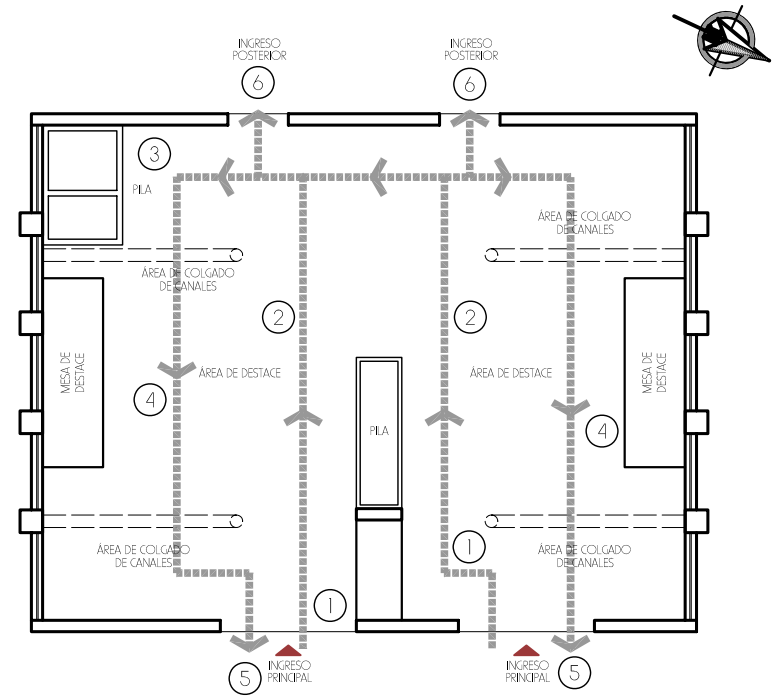 INGRESO
POSTERIOR
6
INGRESO
POSTERIOR
6
3
PILA
ÁREA DE COLGADO
DE CANALES
ÁREA DE COLGADO
DE CANALES
2
2
MESA DE
DESTACE
ÁREA DE DESTACE
ÁREA DE DESTACE
MESA DE
DESTACE
4
PILA
4
ÁREA DE COLGADO
DE CANALES
1
ÁREA DE COLGADO
DE CANALES
1
5
INGRESO
PRINCIPAL
INGRESO
PRINCIPAL
5